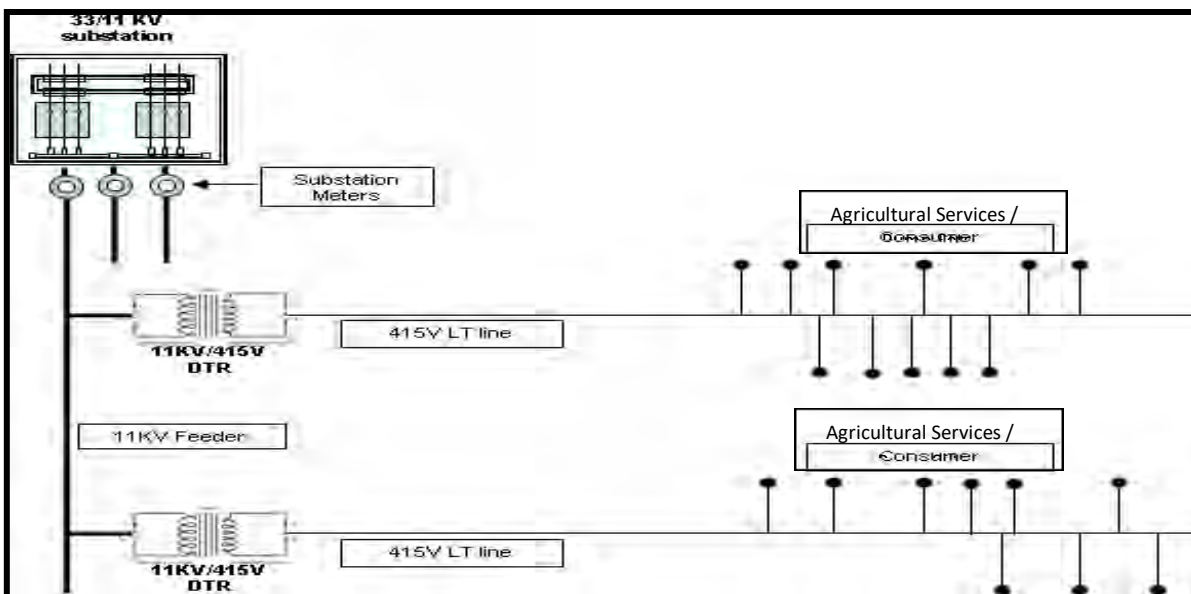 33/11 KV
substation
Substation
Meters
Agricultural Services /
Consumer
415V LT line
11KV/415V
DTR
11KV Feeder
Agricultural Services /
Consumer
415V LT line
11KV/415V
DTR